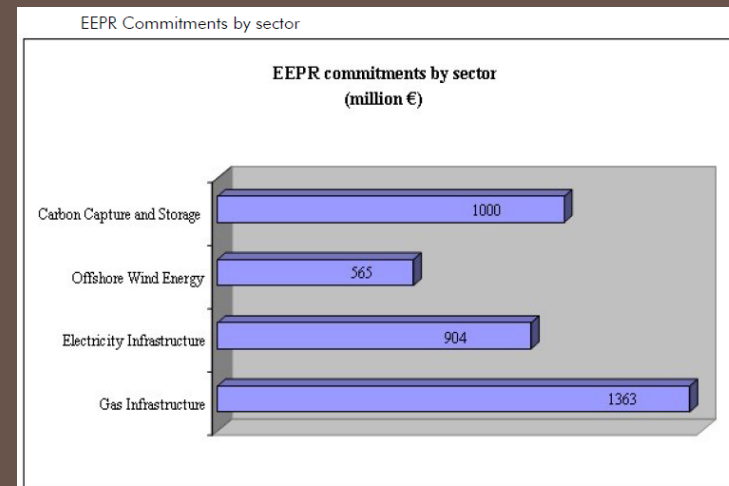 EEPR Commitments by sector
EEPR commitments by sector
(million €)
Carbon Capture and Storage
1000
Offshore Wind Energy
565
Electricity Infrastructure
904
Gas Infrastructure
1363